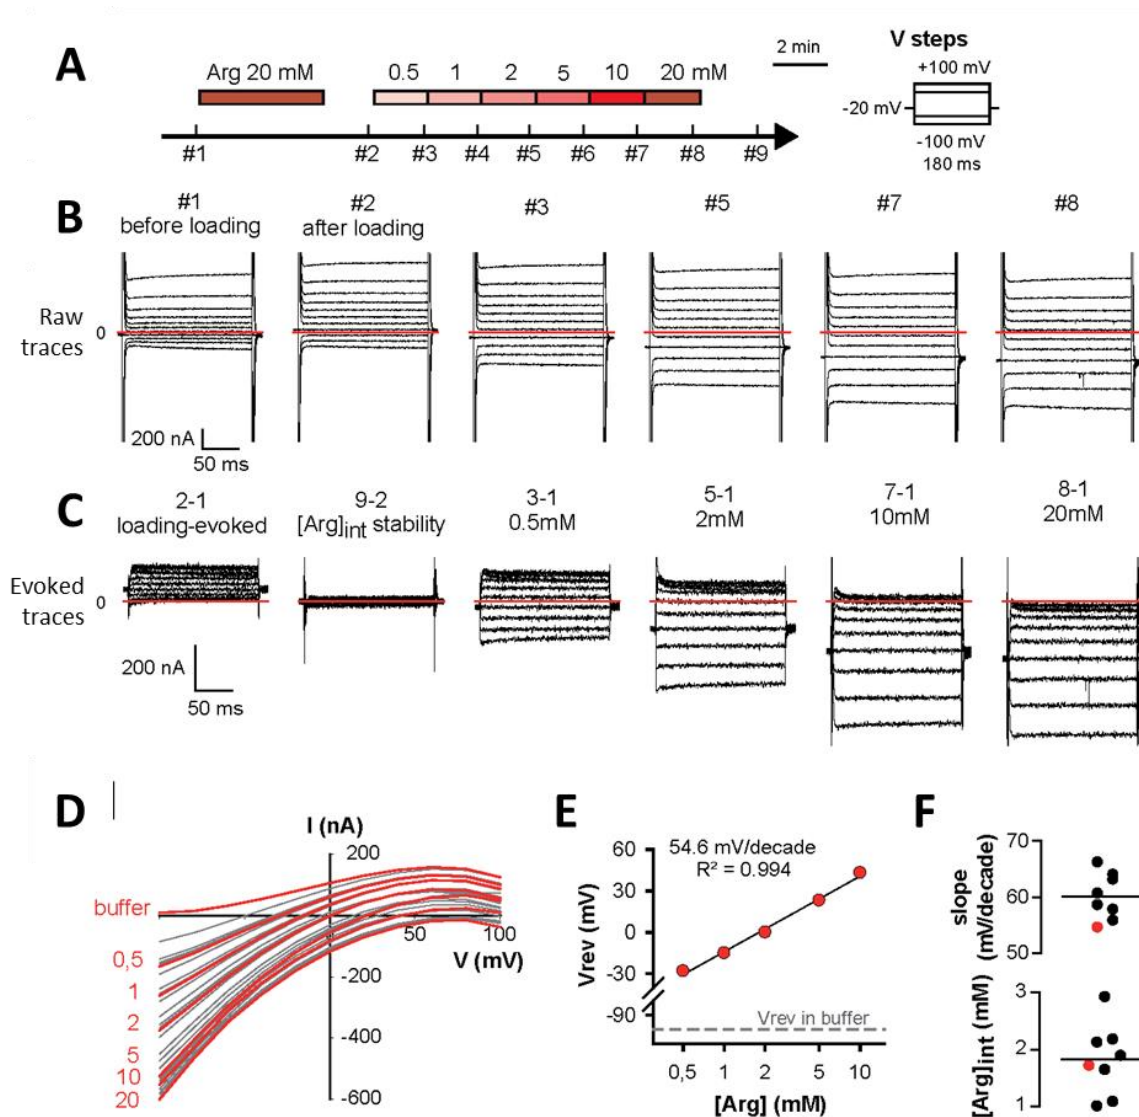 A
Arg 20 mM
0.5 1 2 5 10 20 mM
2 min
V steps
+100 mV
-20 mV
-100 mV
180 ms
#1 #2 #3 #4 #5 #6 #7 #8 #9
B
#1
before loading
#2
after loading
#3
#5
#7
#8
Raw
traces
0
200 nA
50 ms
C
2-1
loading-evoked
9-2
[Arg]int stability
3-1
0.5mM
5-1
2mM
7-1
10mM
8-1
20mM
Evoked
traces
0
200 nA
50 ms
D
I (nA)
200
buffer
50 100
V (mV)
0,5
1
2
5
10
20
-200
-400
-600
E
54.6 mV/decade
R² = 0.994
Vrev (mV)
60
30
0
-30
-90
Vrev in buffer
0,5 1 2 5 10
[Arg] (mM)
F
slope
(mV/decade)
70
60
50
[Arg]int (mM)
3
2
1